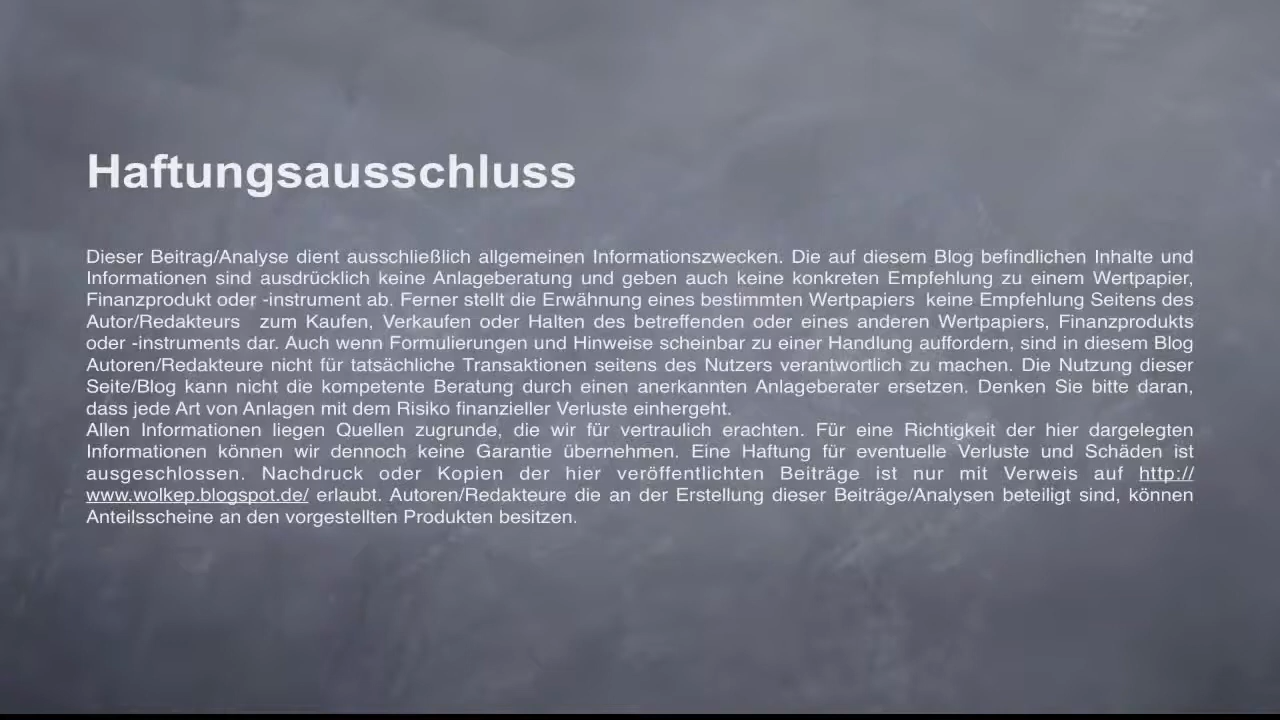 Haftungsausschluss
Dieser Beitrag/Analyse dient ausschließlich allgemeinen Informationszwecken. Die auf diesem Blog befindlichen Inhalte und
Informationen sind ausdrücklich keine Anlageberatung und geben auch keine konkreten Empfehlung zu einem Wertpapier,
Finanzprodukt oder -instrument ab. Ferner stellt die Erwähnung eines bestimmten Wertpapiers keine Empfehlung Seitens des
Autor/Redakteurs zum Kaufen, Verkaufen oder Halten des betreffenden oder eines anderen Wertpapiers, Finanzprodukts
oder -instruments dar. Auch wenn Formulierungen und Hinweise scheinbar zu einer Handlung auffordern, sind in diesem Blog
Autoren/Redakteure nicht für tatsächliche Transaktionen seitens des Nutzers verantwortlich zu machen. Die Nutzung dieser
Seite/Blog kann nicht die kompetente Beratung durch einen anerkannten Anlageberater ersetzen. Denken Sie bitte daran,
dass jede Art von Anlagen mit dem Risiko finanzieller Verluste einhergeht.
Allen Informationen liegen Quellen zugrunde, die wir für vertraulich erachten. Für eine Richtigkeit der hier dargelegten
Informationen können wir dennoch keine Garantie übernehmen. Eine Haftung für eventuelle Verluste und Schäden ist
ausgeschlossen. Nachdruck oder Kopien der hier veröffentlichten Beiträge ist nur mit Verweis auf http://
www.wolkep.blogspot.de/ erlaubt. Autoren/Redakteure die an der Erstellung dieser Beiträge/Analysen beteiligt sind, können
Anteilsscheine an den vorgestellten Produkten besitzen.